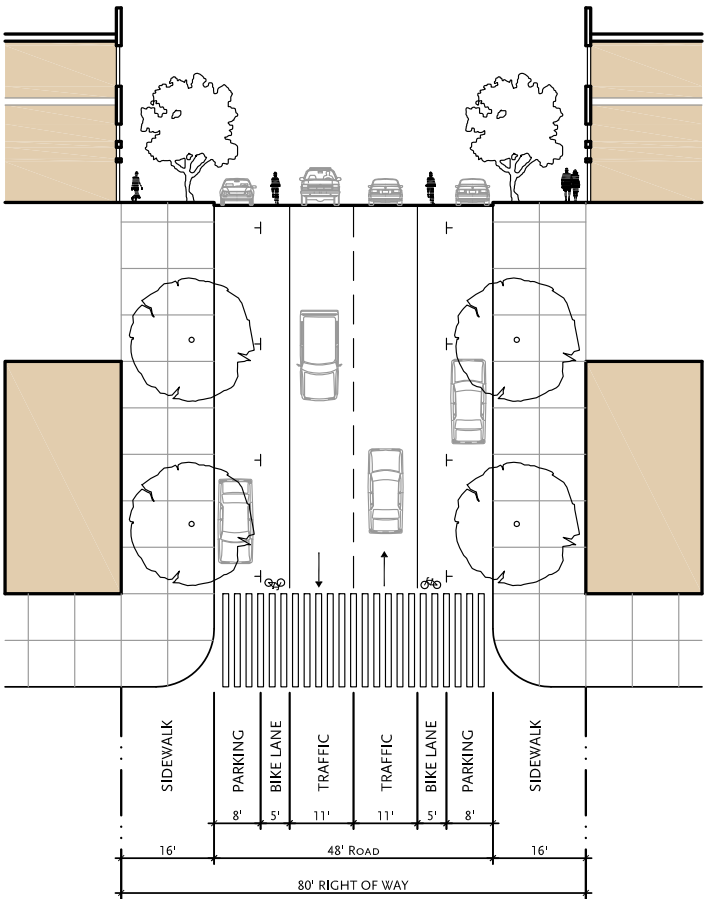 SIDEWALK
PARKING
BIKE LANE
TRAFFIC
TRAFFIC
BIKE LANE
PARKING
SIDEWALK
8'
5'
11'
11'
5'
8'
16'
48' ROAD
16'
80' RIGHT OF WAY